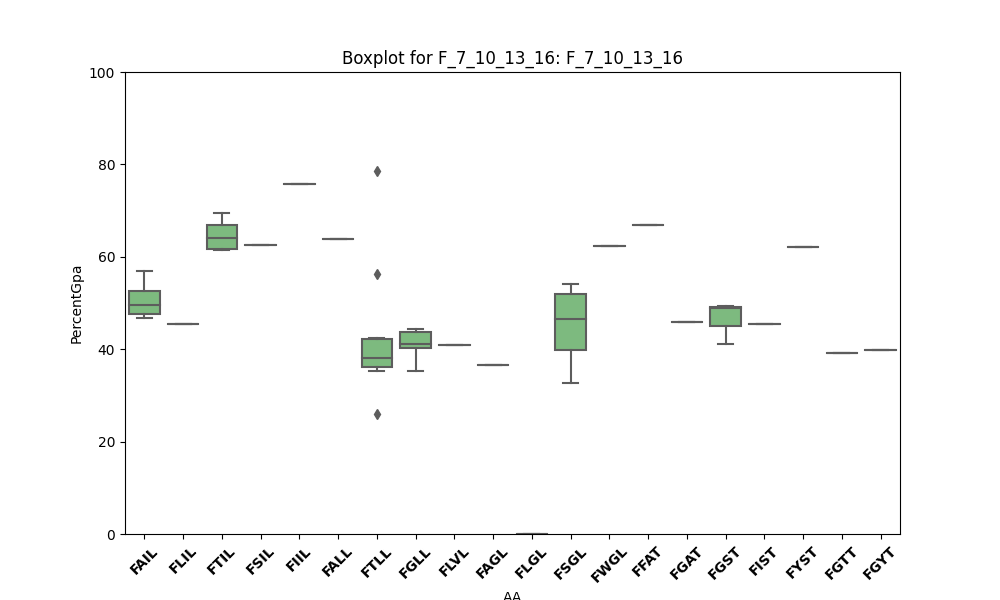 Boxplot for F_7_10_13_16: F_7_10_13_16
PercentGpa
100
80
60
40
20
0
FAIL FLIL FTIL FSIL FIIL FALL FTLL FGLL FLVL FAGL FLGL FSGL FWGL FFAT FGAT FGST FIST FYST FGTT FGYT
AA